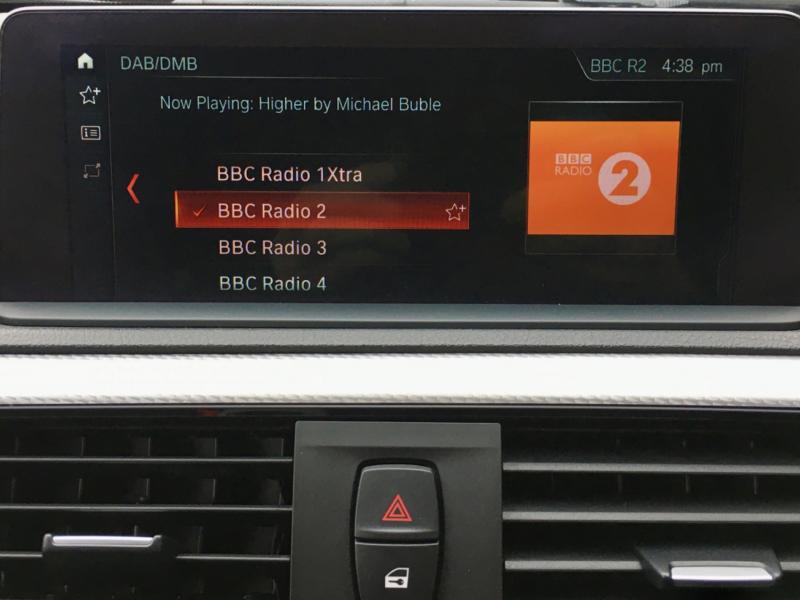 DAB/DMB
BBC R2 4:38 pm
Now Playing: Higher by Michael Buble
BBC Radio 1Xtra
BBC Radio 2
BBC Radio 3
BBC Radio 4
BBC
RADIO 2